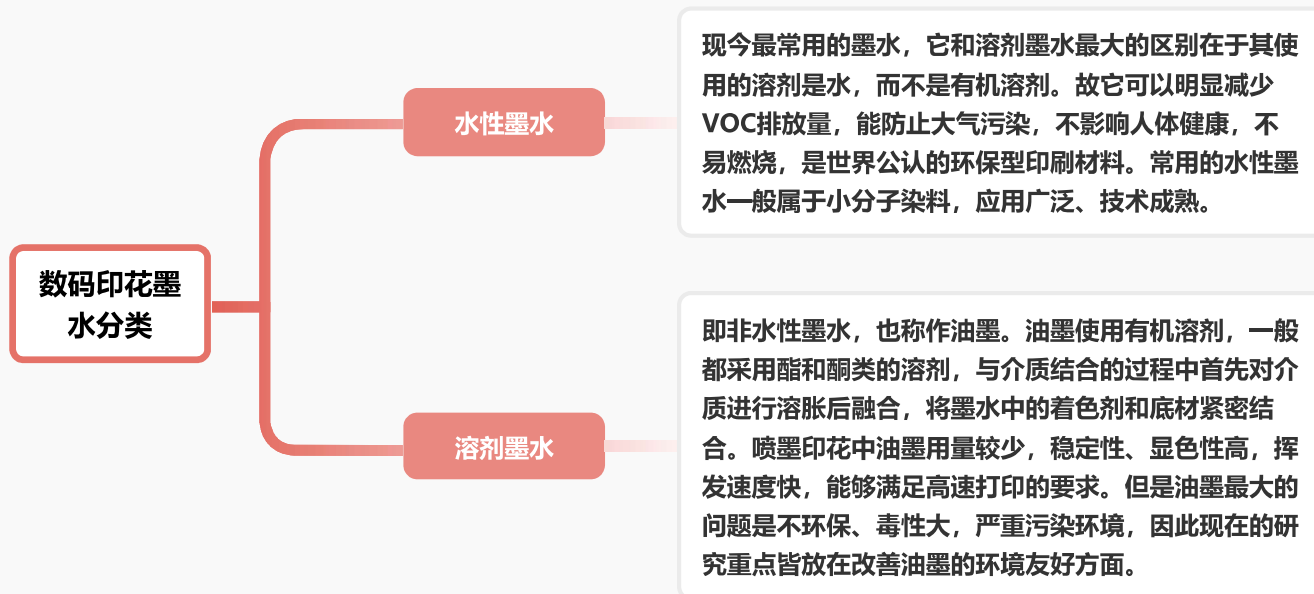 数码印花墨
水分类
水性墨水
现今最常用的墨水，它和溶剂墨水最大的区别在于其使
用的溶剂是水，而不是有机溶剂。故它可以明显减少
VOC排放量，能防止大气污染，不影响人体健康，不
易燃烧，是世界公认的环保型印刷材料。常用的水性墨
水一般属于小分子染料，应用广泛、技术成熟。
溶剂墨水
即非水性墨水，也称作油墨。油墨使用有机溶剂，一般
都采用酯和酮类的溶剂，与介质结合的过程中首先对介
质进行溶胀后融合，将墨水中的着色剂和底材紧密结
合。喷墨印花中油墨用量较少，稳定性、显色性高，挥
发速度快，能够满足高速打印的要求。但是油墨最大的
问题是不环保、毒性大，严重污染环境，因此现在的研
究重点皆放在改善油墨的环境友好方面。